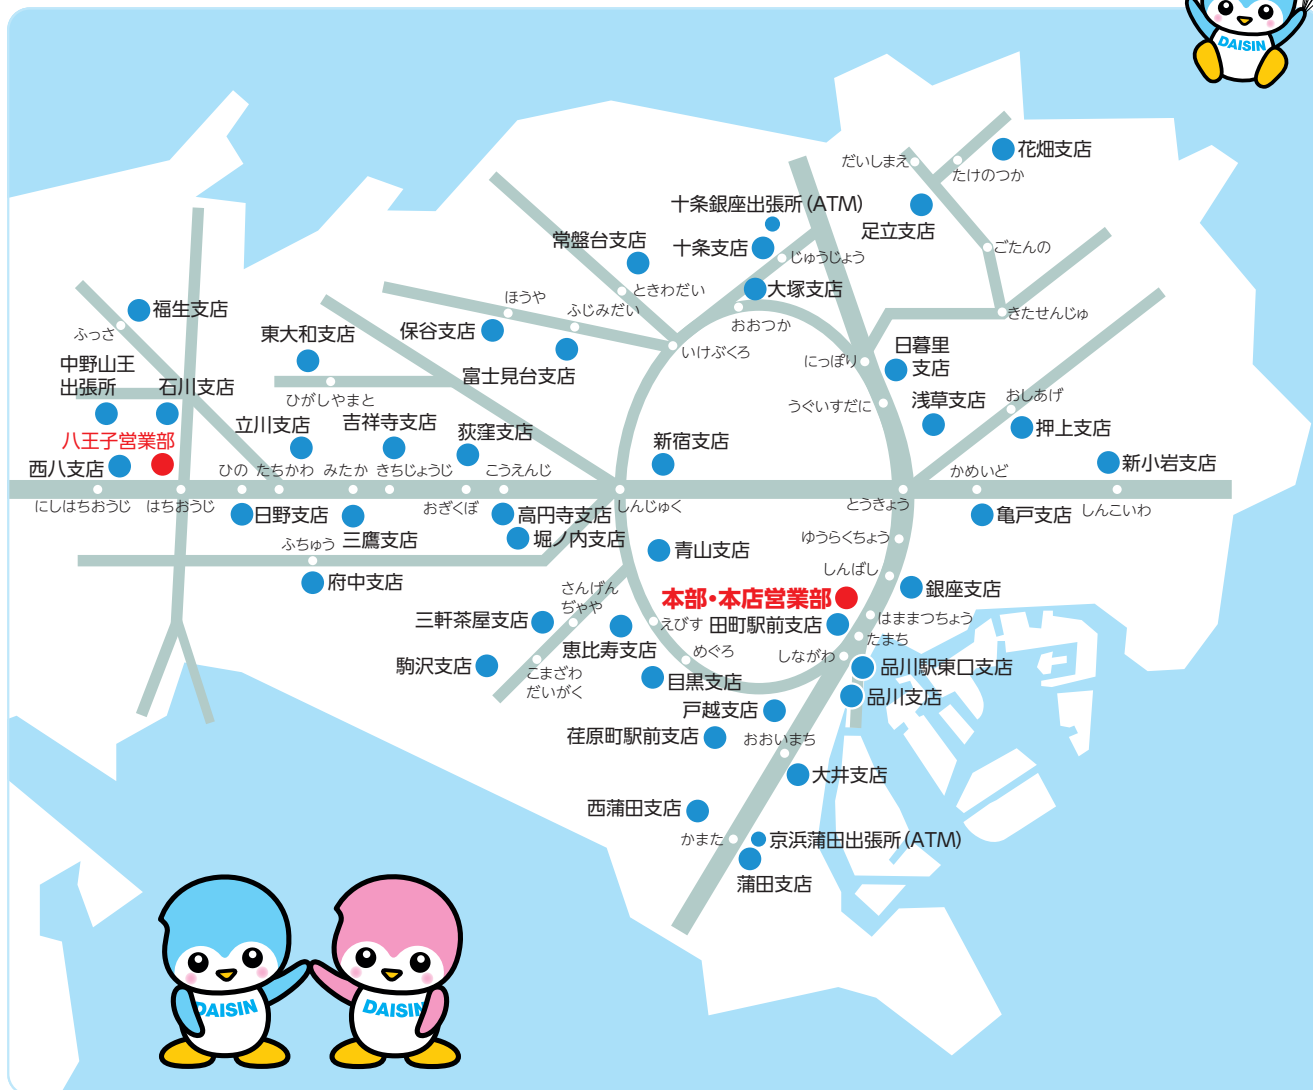 DAISIN
花畑支店
だいしまえ
たけのつか
十条銀座出張所(ATM)
足立支店
常盤台支店
十条支店
じゅうじょう
ごたんの
ときわだい
大塚支店
ほうや
ふじみだい
おおつか
きたせんじゅ
福生支店
ふっさ
東大和支店
保谷支店
いけぶくろ
にっぽり
日暮里
支店
中野山王
出張所
石川支店
富士見台支店
ひがしやまと
うぐいすだに
浅草支店
おしあげ
立川支店
吉祥寺支店
荻窪支店
押上支店
八王子営業部
新宿支店
西八支店
ひの
たちかわ
みたか
きちじょうじ
こうえんじ
かめいど
新小岩支店
にしはちおうじ
はちおうじ
おぎくぼ
しんじゅく
とうきょう
しんこいわ
日野支店
三鷹支店
高円寺支店
亀戸支店
堀ノ内支店
ゆうらくちょう
ふちゅう
青山支店
しんばし
府中支店
さんげん
ぢゃや
本部・本店営業部
銀座支店
三軒茶屋支店
えびす
田町駅前支店
はままつちょう
たまち
恵比寿支店
めぐろ
しながわ
駒沢支店
こまざわ
だいがく
目黒支店
品川駅東口支店
品川支店
戸越支店
荏原町駅前支店
おおいまち
大井支店
西蒲田支店
かまた
京浜蒲田出張所(ATM)
蒲田支店
DAISIN
DAISIN